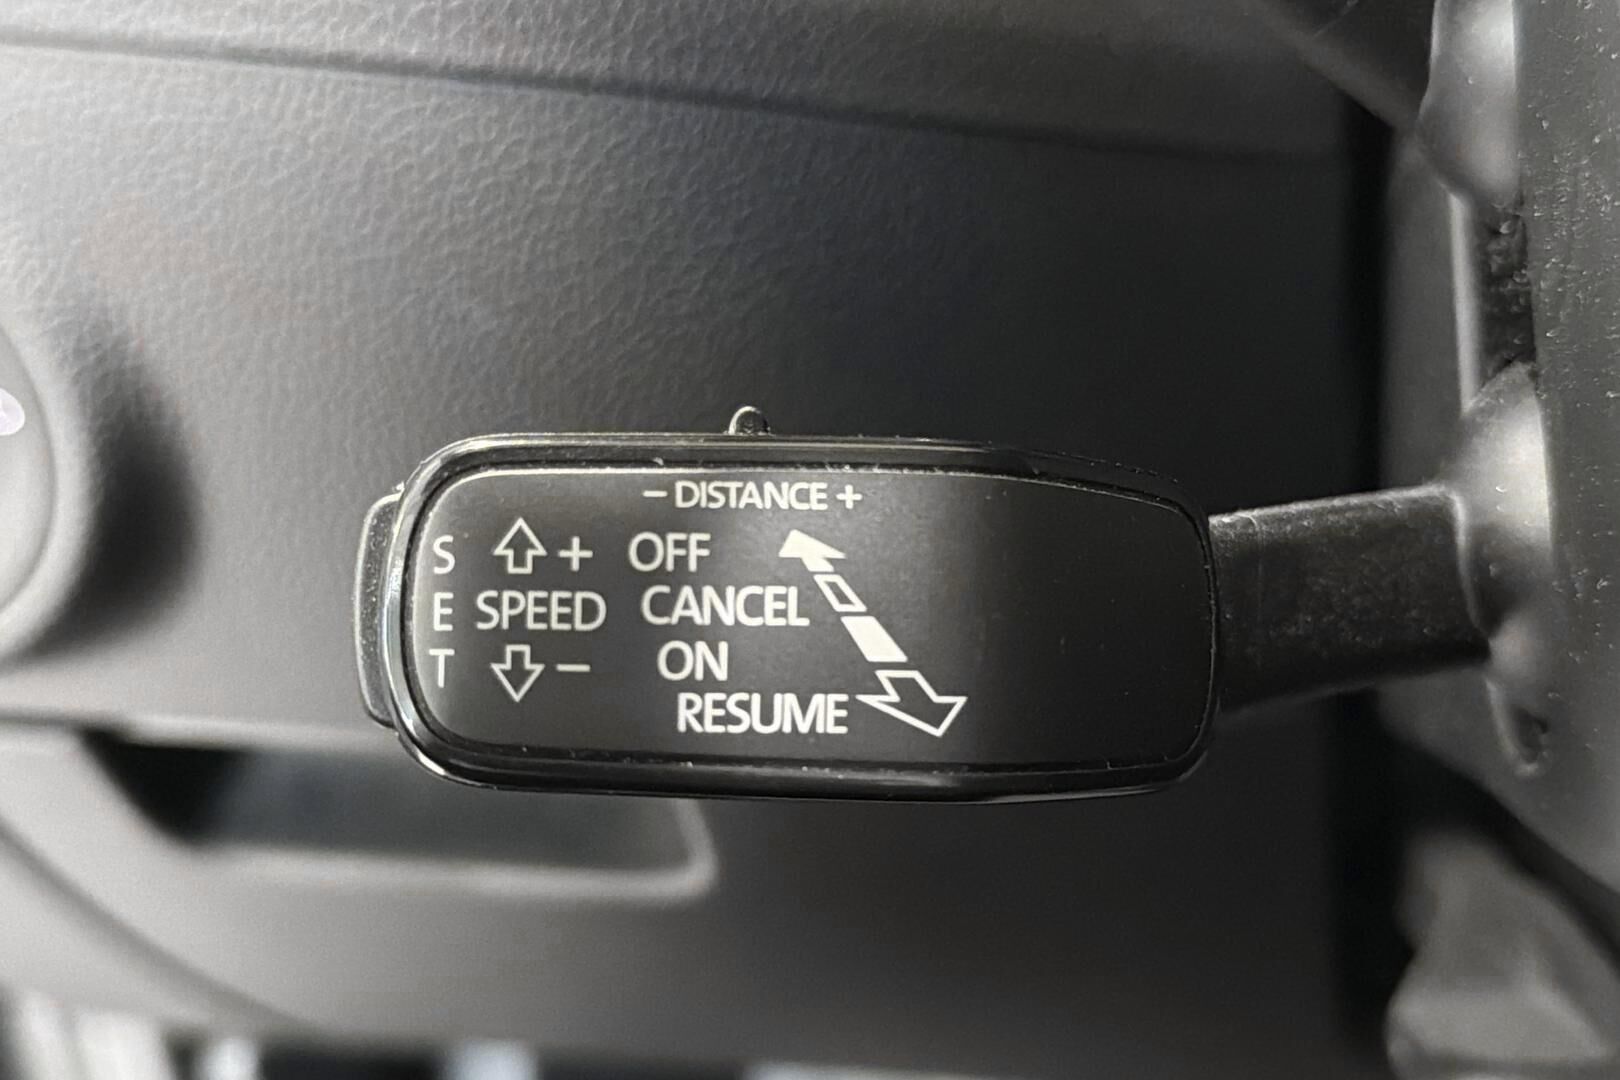 − DISTANCE +
S + OFF
E SPEED CANCEL
T − ON
RESUME